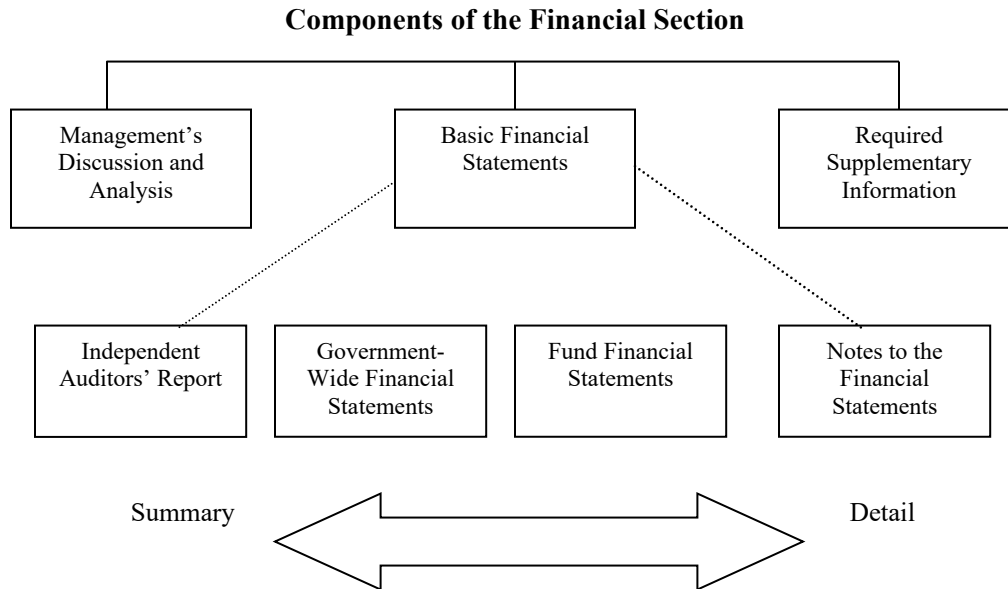 Components of the Financial Section
Management’s
Discussion and
Analysis
Basic Financial
Statements
Required
Supplementary
Information
Independent
Auditors’ Report
Government-
Wide Financial
Statements
Fund Financial
Statements
Notes to the
Financial
Statements
Summary
Detail